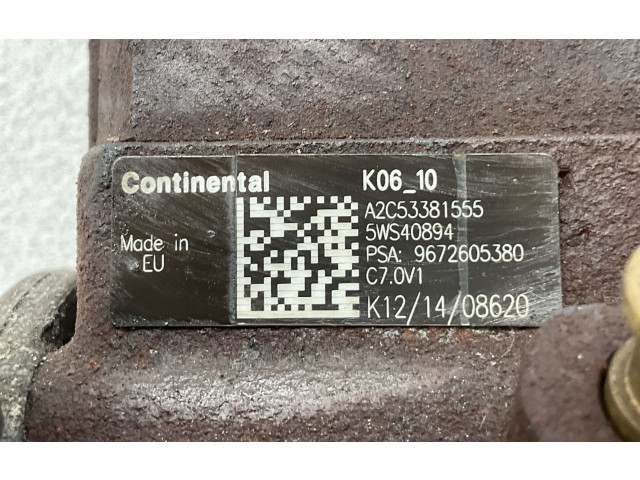 Continental
K06_10
A2C53381555
5WS40894
PSA: 9672605380
C7.0V1
K12/14/08620
Made in
EU